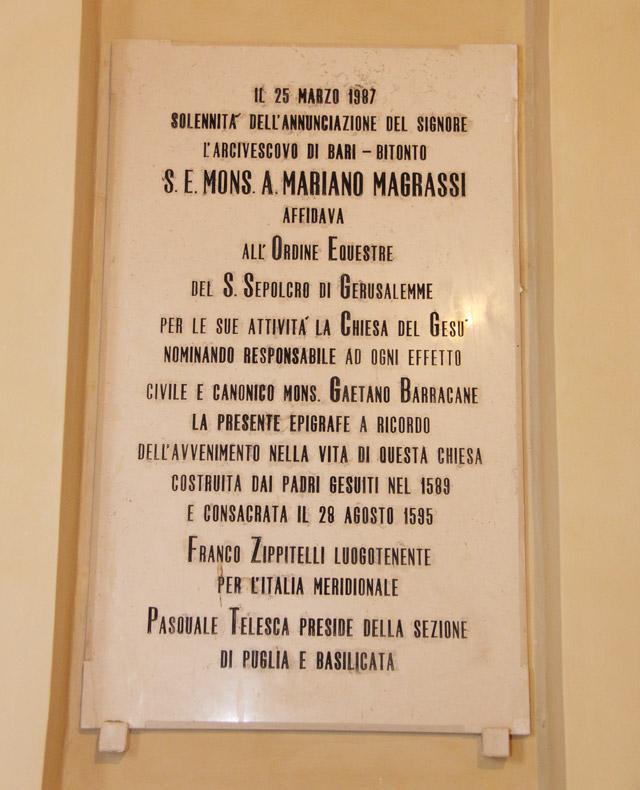 IL 25 MARZO 1987
SOLENNITA' DELL'ANNUNCIAZIONE DEL SIGNORE
L'ARCIVESCOVO DI BARI – BITONTO
S. E. MONS. A. MARIANO MAGRASSI
AFFIDAVA
ALL'ORDINE EQUESTRE
DEL S. SEPOLCRO DI GERUSALEMME
PER LE SUE ATTIVITA' LA CHIESA DEL GESU'
NOMINANDO RESPONSABILE AD OGNI EFFETTO
CIVILE E CANONICO MONS. GAETANO BARRACANE
LA PRESENTE EPIGRAFE A RICORDO
DELL'AVVENIMENTO NELLA VITA DI QUESTA CHIESA
COSTRUITA DAI PADRI GESUITI NEL 1589
E CONSACRATA IL 28 AGOSTO 1595
FRANCO ZIPPITELLI LUOGOTENENTE
PER L'ITALIA MERIDIONALE
PASQUALE TELESCA PRESIDE DELLA SEZIONE
DI PUGLIA E BASILICATA